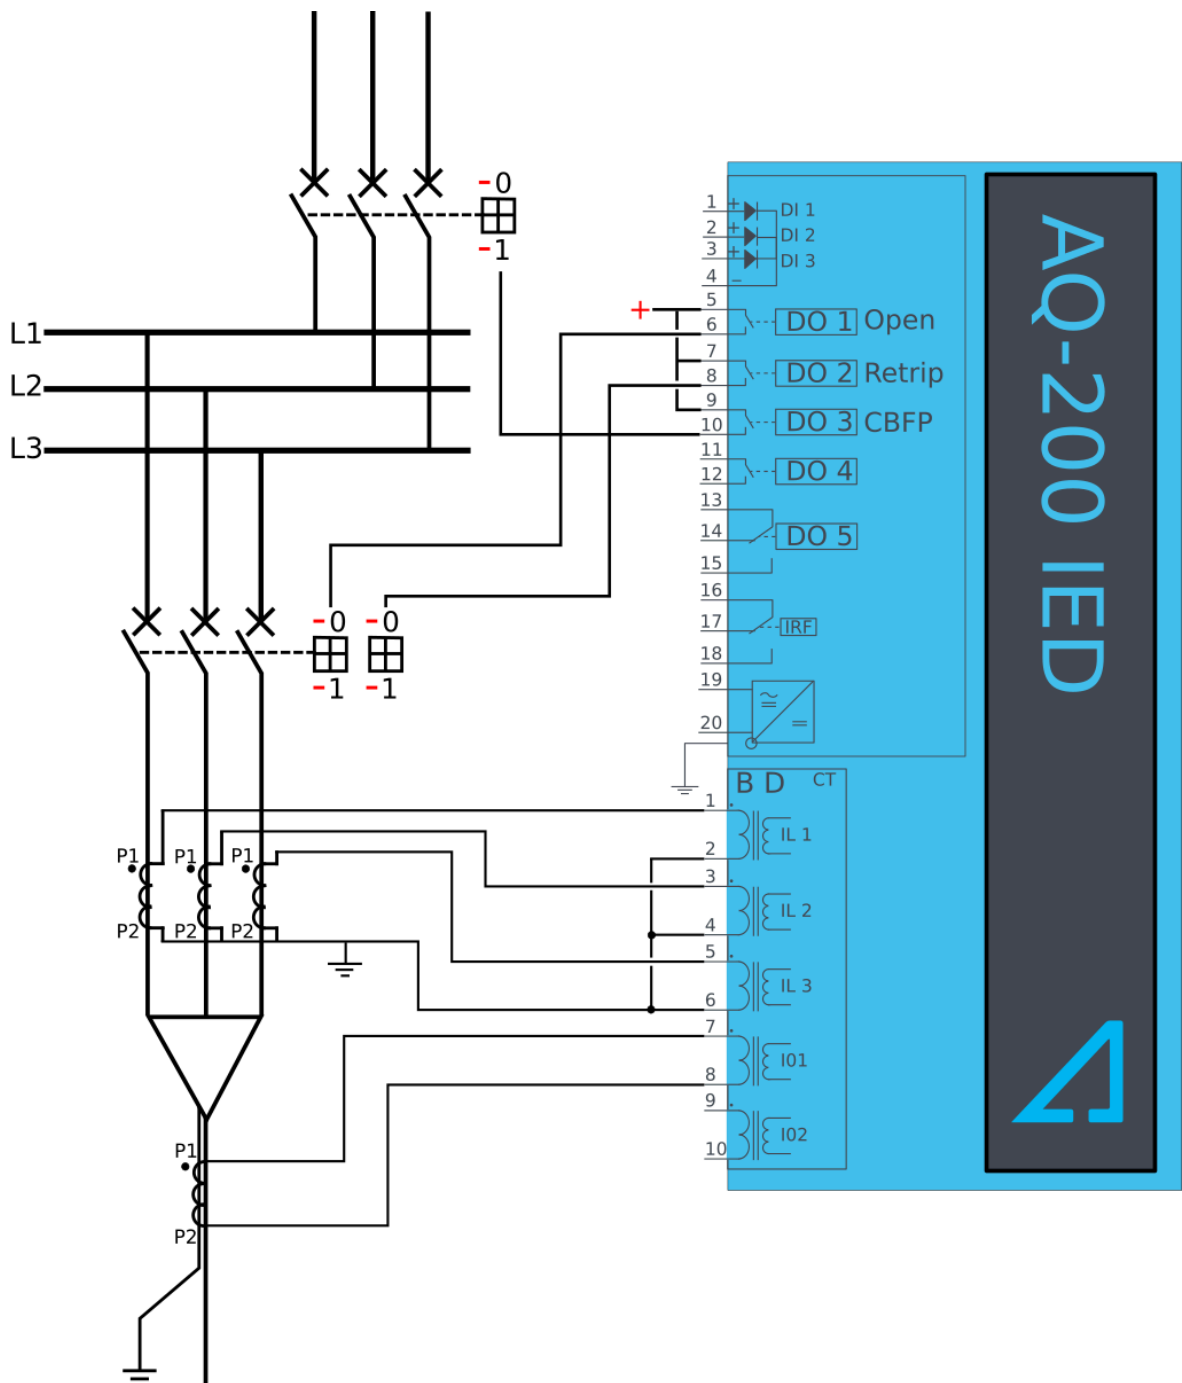 -0
-1
L1
L2
L3
-0
-1
-0
-1
+
1 + DI 1
2 + DI 2
3 + DI 3
4 −
5
6 DO 1 Open
7
8 DO 2 Retrip
9
10 DO 3 CBFP
11
12 DO 4
13
14 DO 5
15
16
17 IRF
18
19
20
B D CT
1
2 IL 1
3
4 IL 2
5
6 IL 3
7
8 I01
9
10 I02
P1 P1 P1
P2 P2 P2
P1
P2
AQ-200 IED